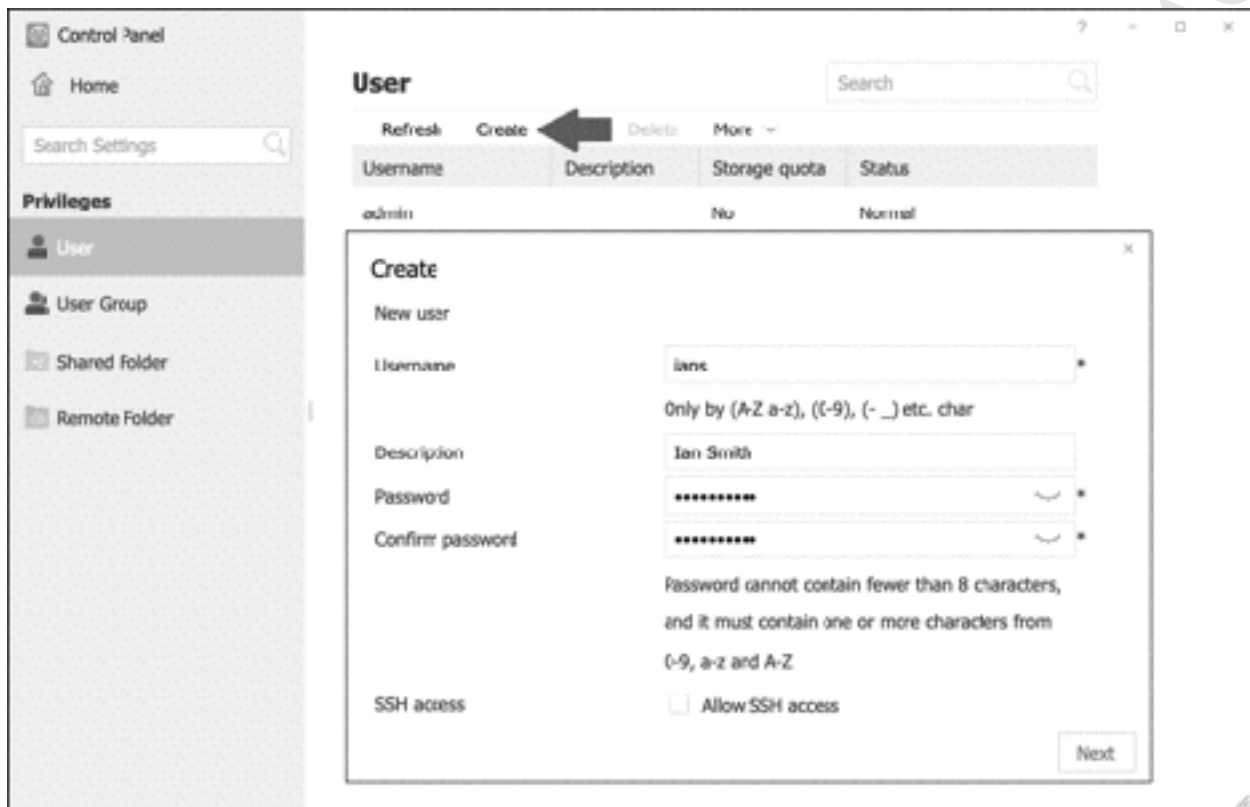 Control Panel
Home
Search Settings
Privileges
User
User Group
Shared Folder
Remote Folder
?
User
Search
Refresh Create Delete More
Username Description Storage quota Status
admin No Normal
Create
New user
Username ians *
Only by (A-Z a-z), (0-9), (- _) etc. char
Description Ian Smith
Password •••••••••• *
Confirm password •••••••••• *
Password cannot contain fewer than 8 characters,
and it must contain one or more characters from
0-9, a-z and A-Z
SSH access Allow SSH access
Next